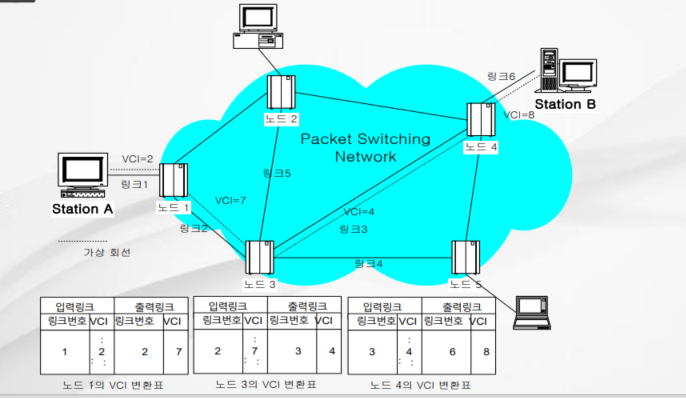 링크6
Station B
VCI=8
노드 2
Packet Switching
Network
노드 4
VCI=2
링크1
링크5
Station A
노드 1
VCI=7
VCI=4
링크2
링크3
가상 회선
링크4
노드 3
노드 5
입력링크 출력링크
링크번호 VCI 링크번호 VCI
:
1 2 2 7
: :
노드 1의 VCI 변환표
입력링크 출력링크
링크번호 VCI 링크번호 VCI
:
2 7 3 4
: :
노드 3의 VCI 변환표
입력링크 출력링크
링크번호 VCI 링크번호 VCI
:
3 4 6 8
: :
노드 4의 VCI 변환표